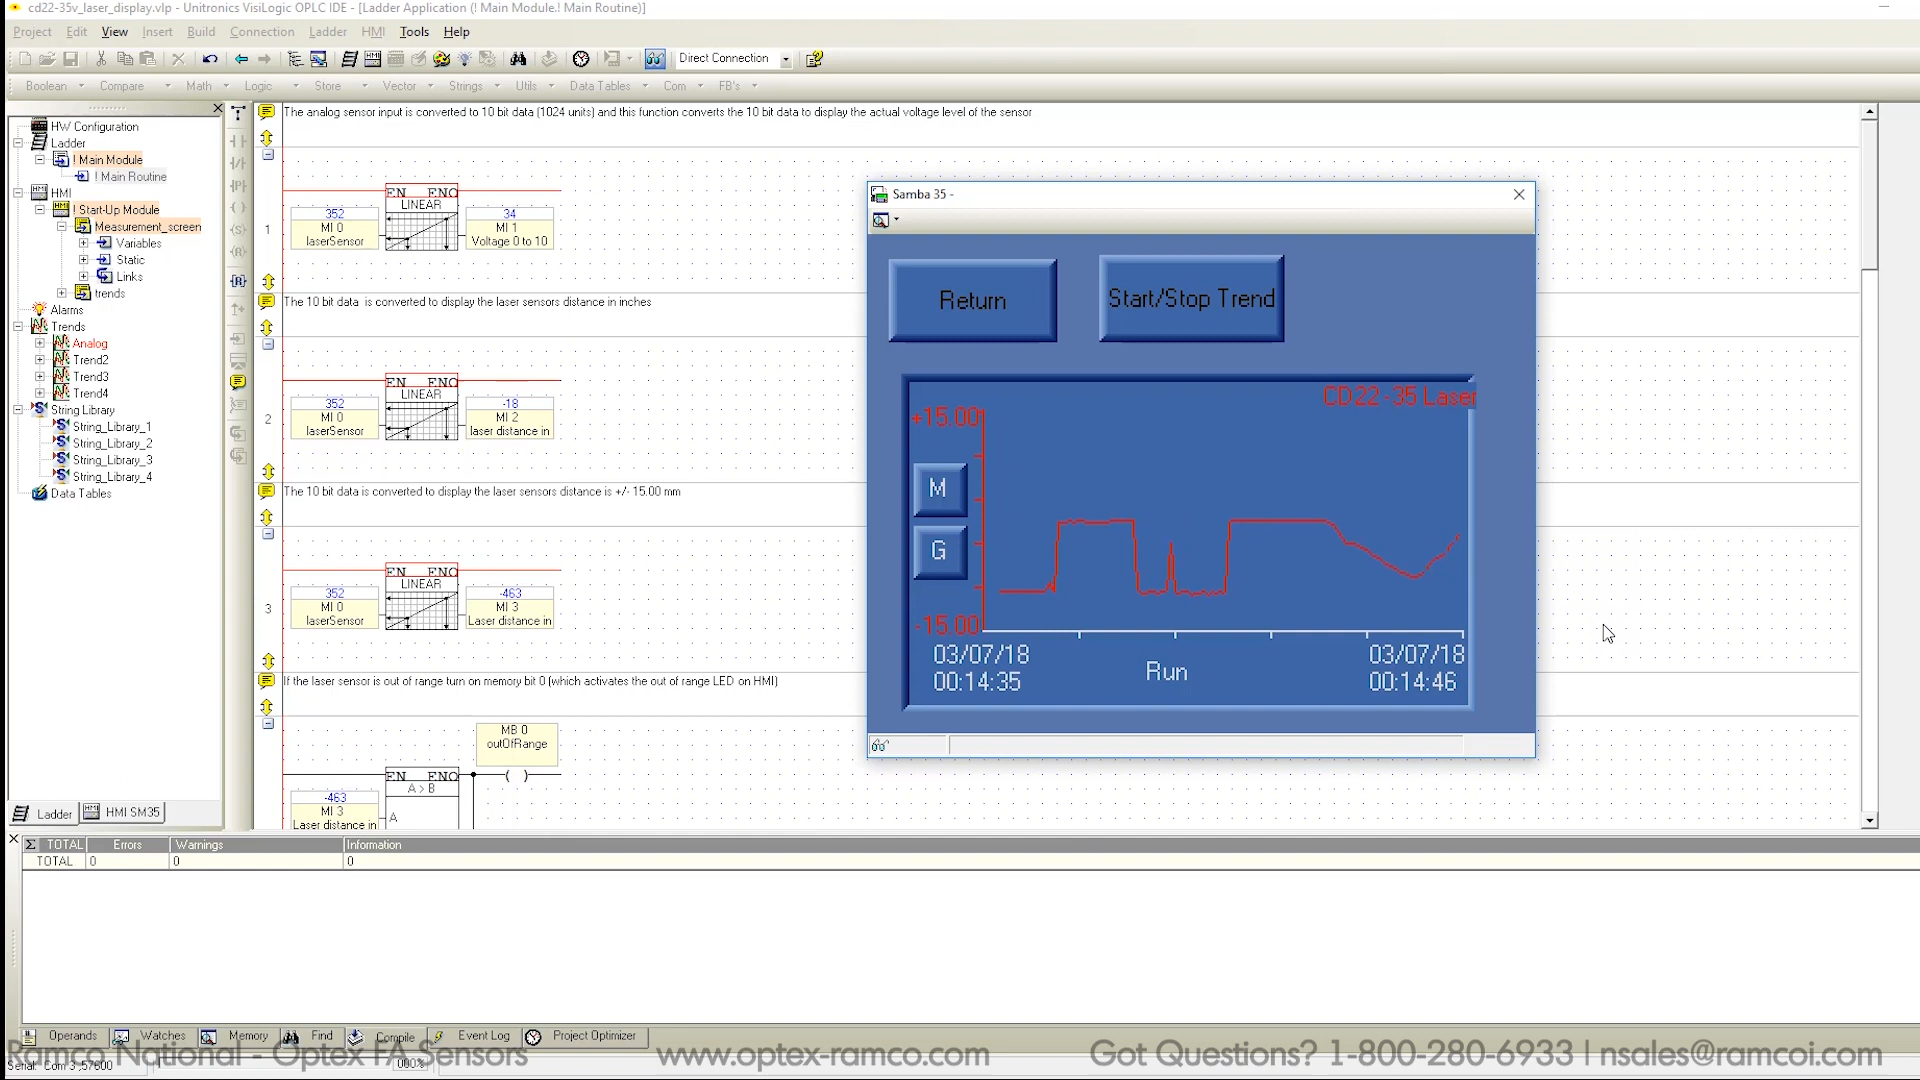 cd22-35v_laser_display.vlp - Unitronics VisiLogic OPLC IDE - [Ladder Application (! Main Module.! Main Routine)]
Project Edit View Insert Build Connection Ladder HMI Tools Help
Direct Connection
Boolean Compare Math Logic Store Vector Strings Utils Data Tables Com FB's
HW Configuration
Ladder
! Main Module
! Main Routine
HMI
! Start-Up Module
Measurement_screen
Variables
Static
Links
trends
Alarms
Trends
Analog
Trend2
Trend3
Trend4
String Library
String_Library_1
String_Library_2
String_Library_3
String_Library_4
Data Tables
Ladder HMI SM35
The analog sensor input is converted to 10 bit data (1024 units) and this function converts the 10 bit data to display the actual voltage level of the sensor
1
EN ENO
LINEAR
352
MI 0
laserSensor
34
MI 1
Voltage 0 to 10
The 10 bit data is converted to display the laser sensors distance in inches
2
EN ENO
LINEAR
352
MI 0
laserSensor
-18
MI 2
laser distance in
The 10 bit data is converted to display the laser sensors distance is +/- 15.00 mm
3
EN ENO
LINEAR
352
MI 0
laserSensor
-463
MI 3
Laser distance in
If the laser sensor is out of range turn on memory bit 0 (which activates the out of range LED on HMI)
MB 0
outOfRange
EN ENO
A > B
-463
MI 3
Laser distance in
A
Samba 35 -
Return
Start/Stop Trend
CD22-35 Laser
+15.00
M
G
-15.00
03/07/18
00:14:35
Run
03/07/18
00:14:46
Σ TOTAL Errors Warnings Information
TOTAL 0 0 0
Operands Watches Memory Find Compile Event Log Project Optimizer
Ramco National - Optex FA Sensors www.optex-ramco.com Got Questions? 1-800-280-6933 | nsales@ramcoi.com
Serial: Com 3 ;57600
000%